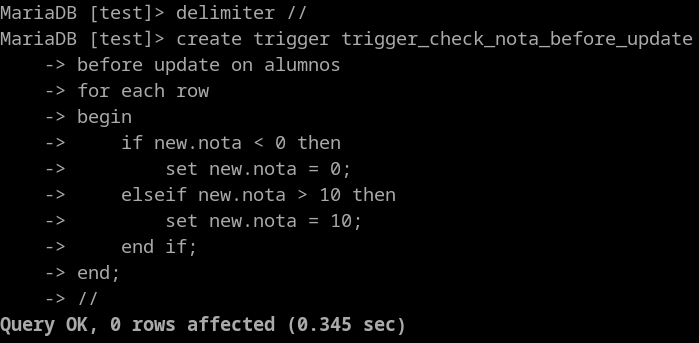 MariaDB [test]> delimiter //
MariaDB [test]> create trigger trigger_check_nota_before_update
    -> before update on alumnos
    -> for each row
    -> begin
    ->     if new.nota < 0 then
    ->         set new.nota = 0;
    ->     elseif new.nota > 10 then
    ->         set new.nota = 10;
    ->     end if;
    -> end;
    -> //
Query OK, 0 rows affected (0.345 sec)